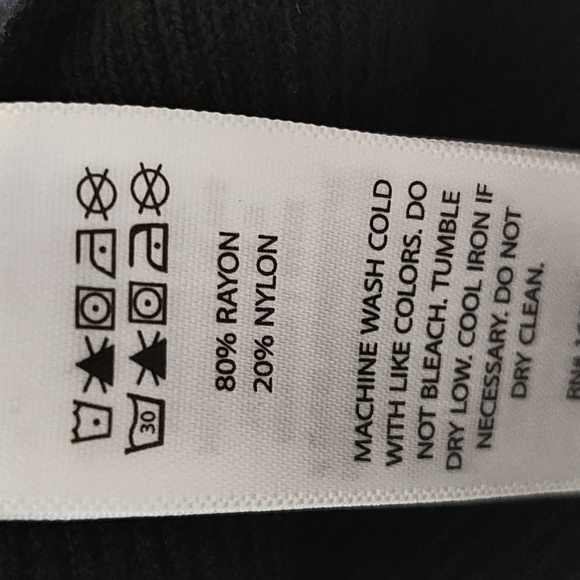 30
80% RAYON
20% NYLON
MACHINE WASH COLD
WITH LIKE COLORS. DO
NOT BLEACH. TUMBLE
DRY LOW. COOL IRON IF
NECESSARY. DO NOT
DRY CLEAN.